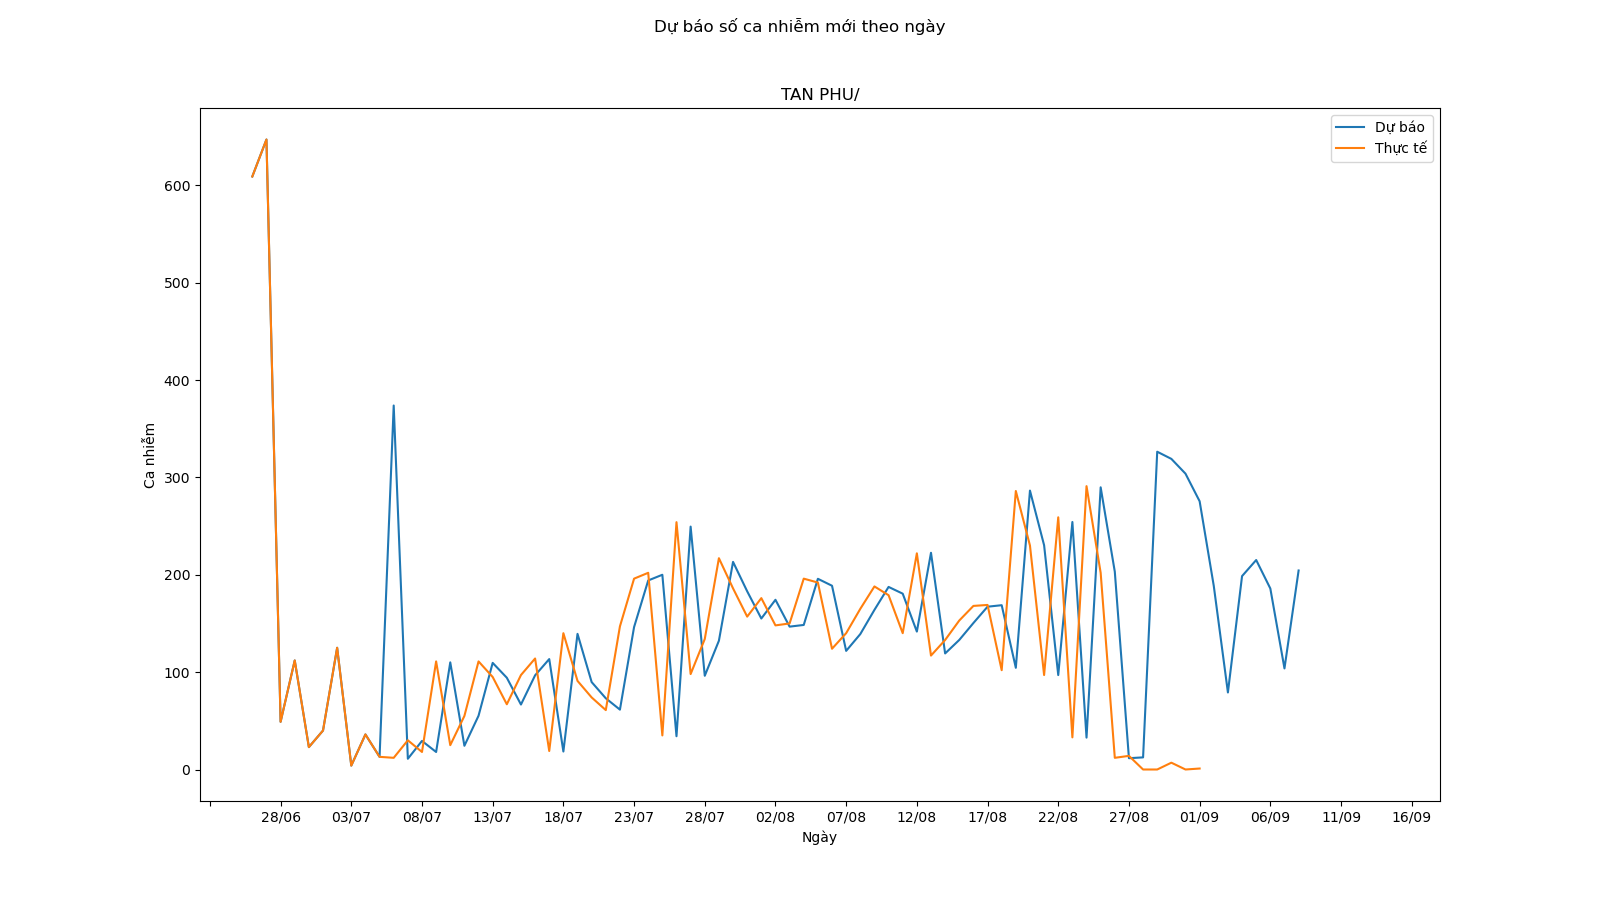 Dự báo số ca nhiễm mới theo ngày
TAN PHU/
Dự báo
Thực tế
600
500
400
300
200
100
0
Ca nhiễm
28/06 03/07 08/07 13/07 18/07 23/07 28/07 02/08 07/08 12/08 17/08 22/08 27/08 01/09 06/09 11/09 16/09
Ngày